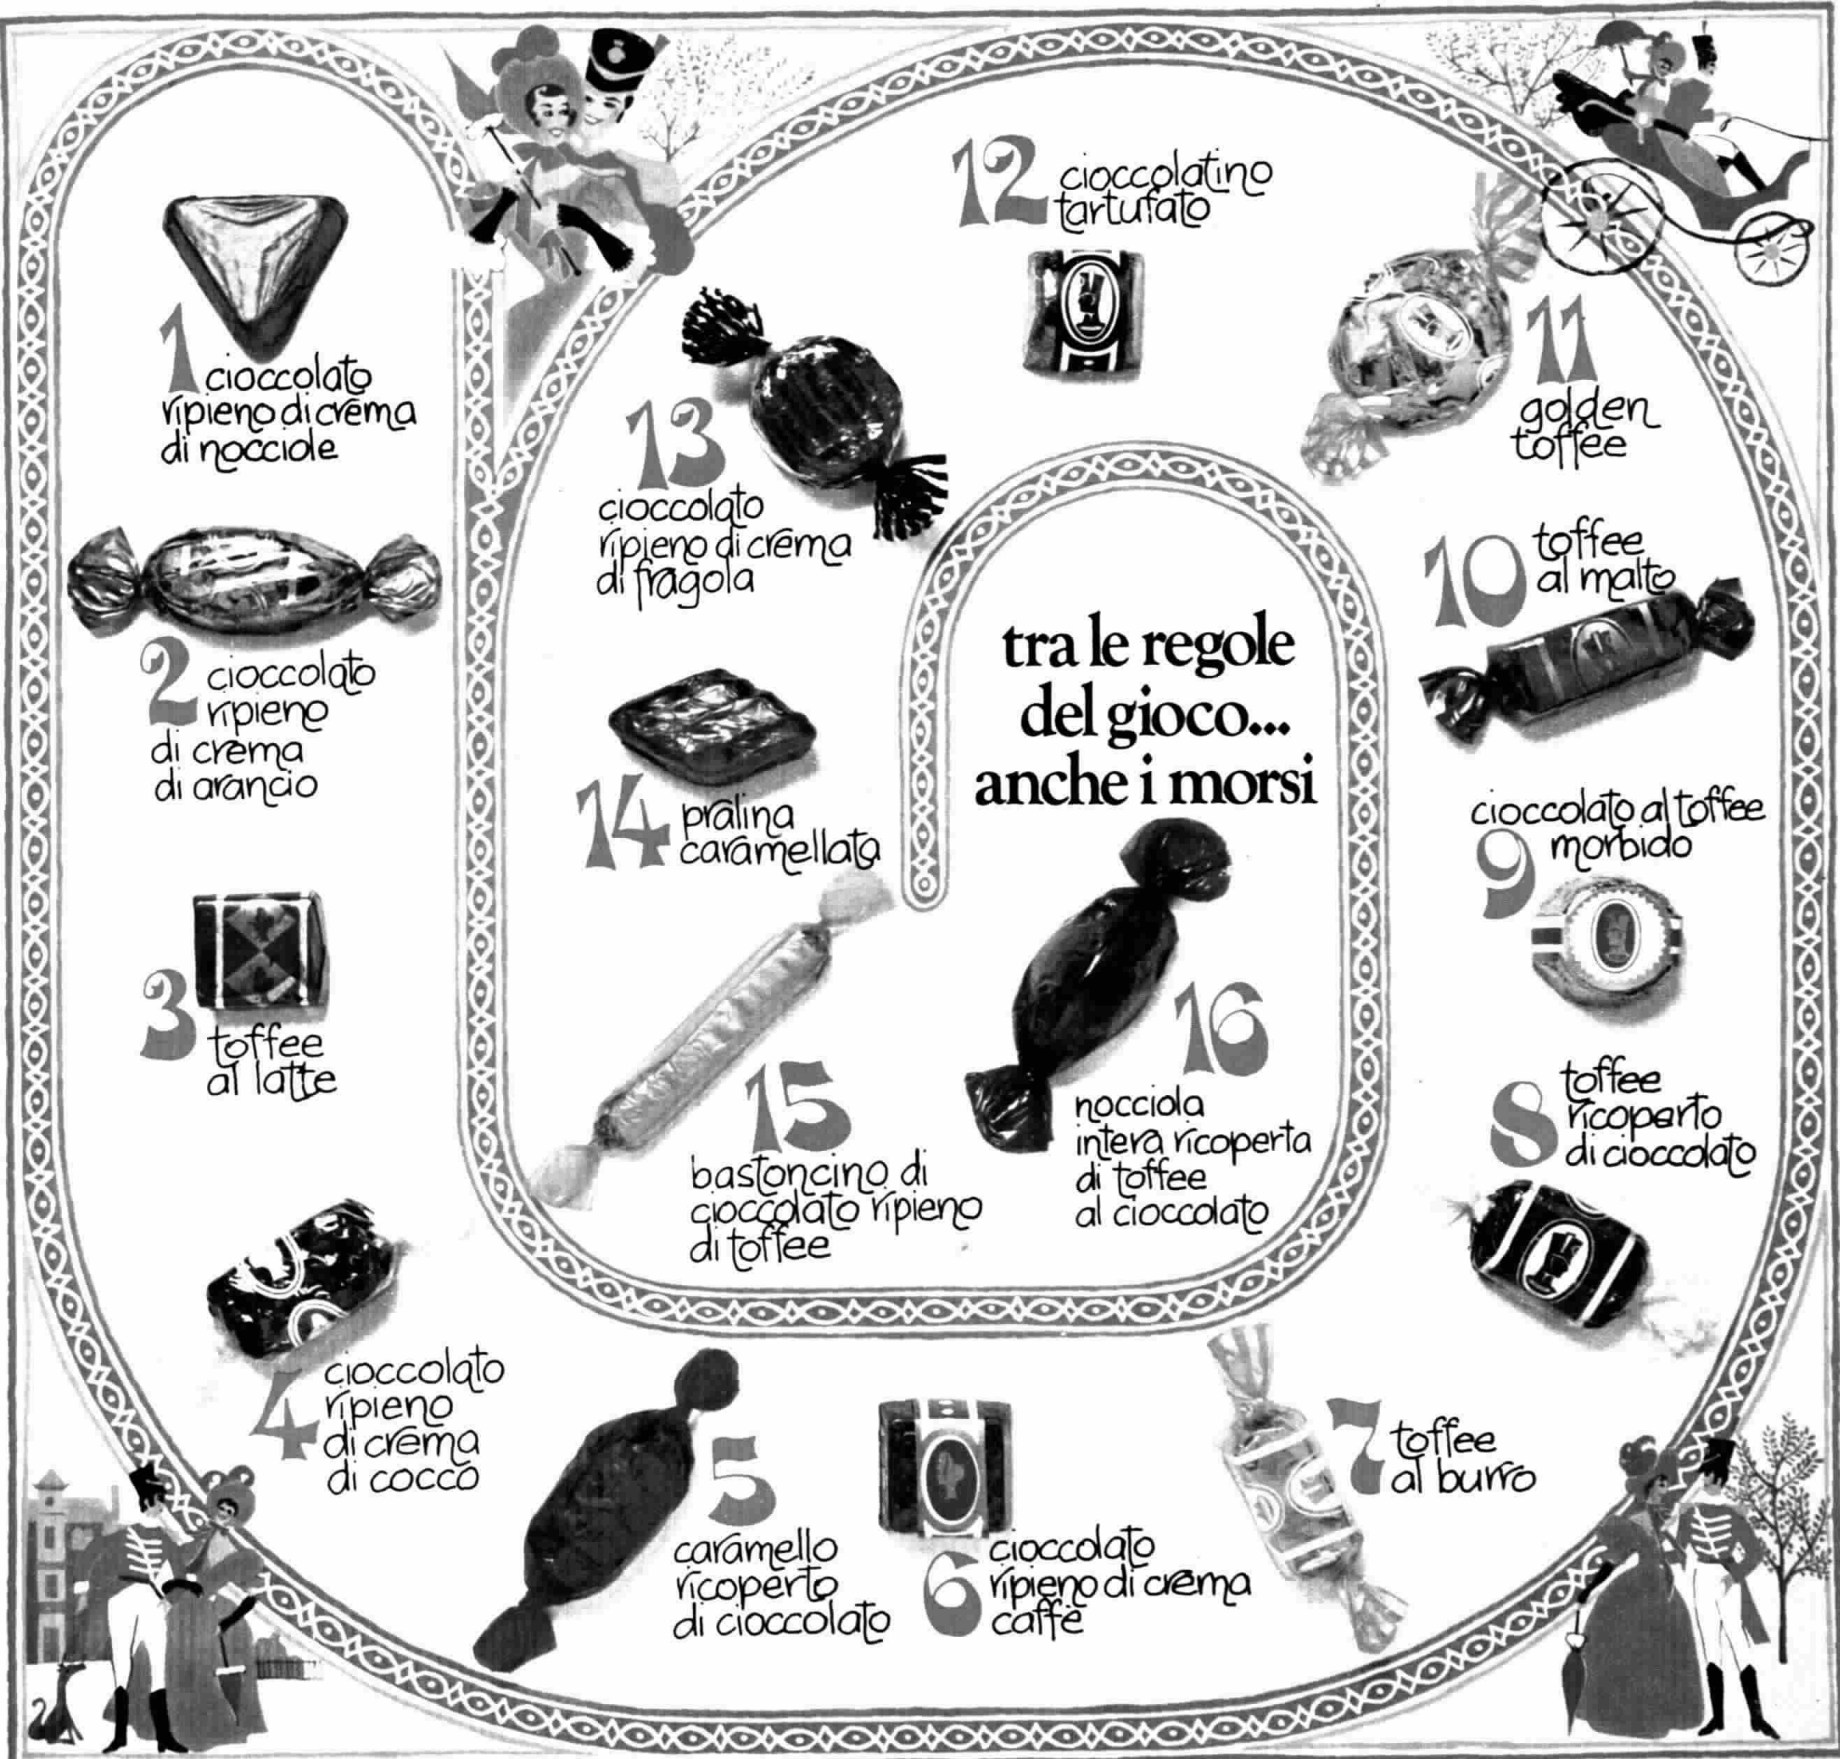 1 cioccolato
ripieno di crema
di nocciole
2 cioccolato
ripieno
di crema
di arancio
3 toffee
al latte
4 cioccolato
ripieno
di crema
di cocco
5
caramello
ricoperto
di cioccolato
6 cioccolato
ripieno di crema
caffè
7 toffee
al burro
8 toffee
ricoperto
di cioccolato
cioccolato al toffee
9 morbido
10 toffee
al malto
11
golden
toffee
12 cioccolatino
tartufato
13
cioccolato
ripieno di crema
di fragola
14 pralina
caramellata
15
bastoncino di
cioccolato ripieno
di toffee
16
nocciola
intera ricoperta
di toffee
al cioccolato
tra le regole
del gioco...
anche i morsi